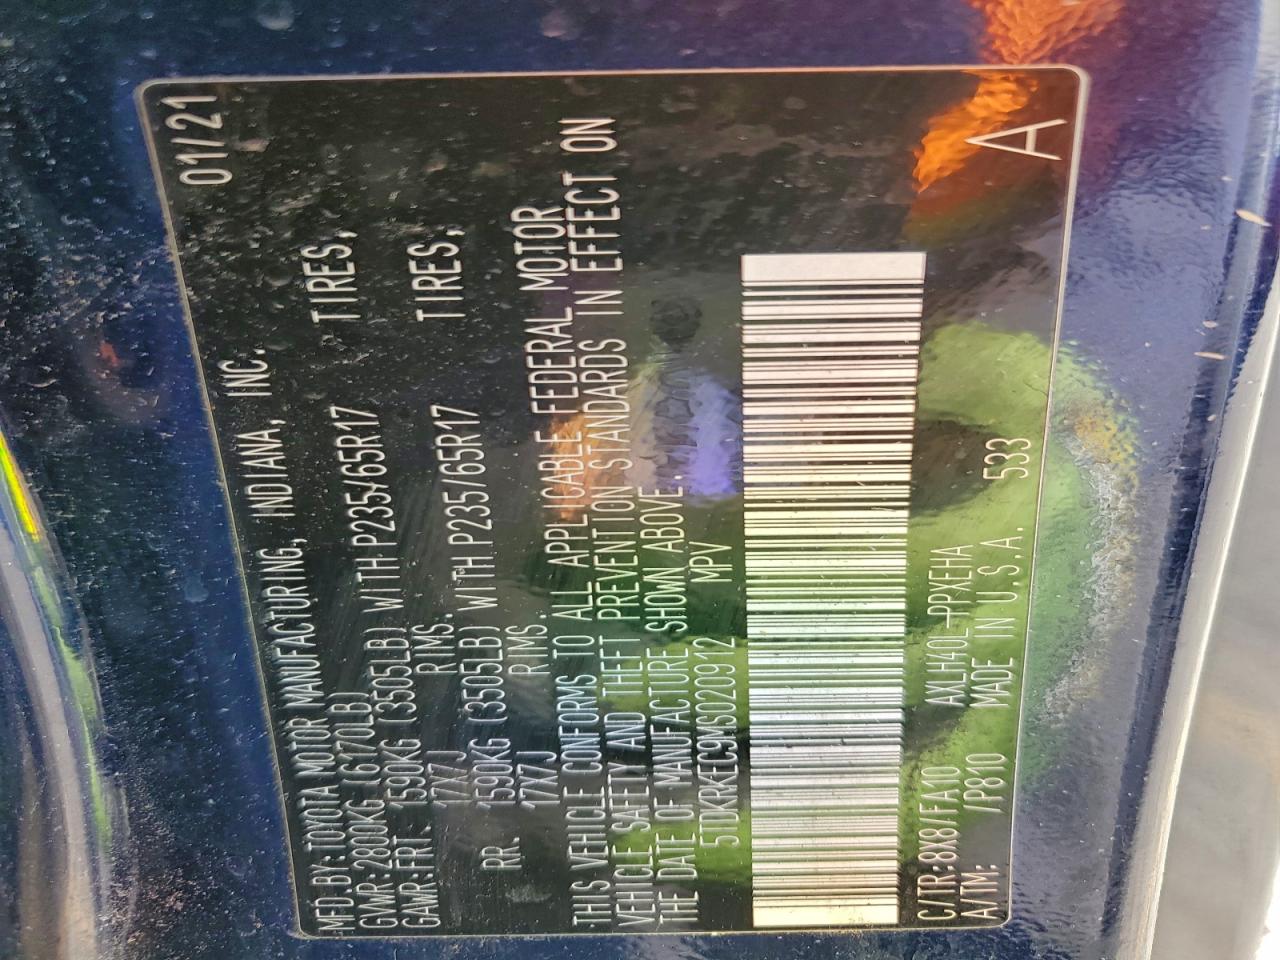 01/21
MFD.BY: TOYOTA MOTOR MANUFACTURING, INDIANA, INC.
GVWR: 2800KG (6170LB)
GAWR: FRT. 1590KG (3505LB) WITH P235/65R17 TIRES,
17X7J RIMS.
RR. 1590KG (3505LB) WITH P235/65R17 TIRES,
17X7J RIMS.
THIS VEHICLE CONFORMS TO ALL APPLICABLE FEDERAL MOTOR
VEHICLE SAFETY AND THEFT PREVENTION STANDARDS IN EFFECT ON
THE DATE OF MANUFACTURE SHOWN ABOVE.
5TDKRKEC9MS020912 MPV
C/TR: 8X8/FA10 AXLH40L-PPXEHA
A/TM: /P810 MADE IN U.S.A. 533
A